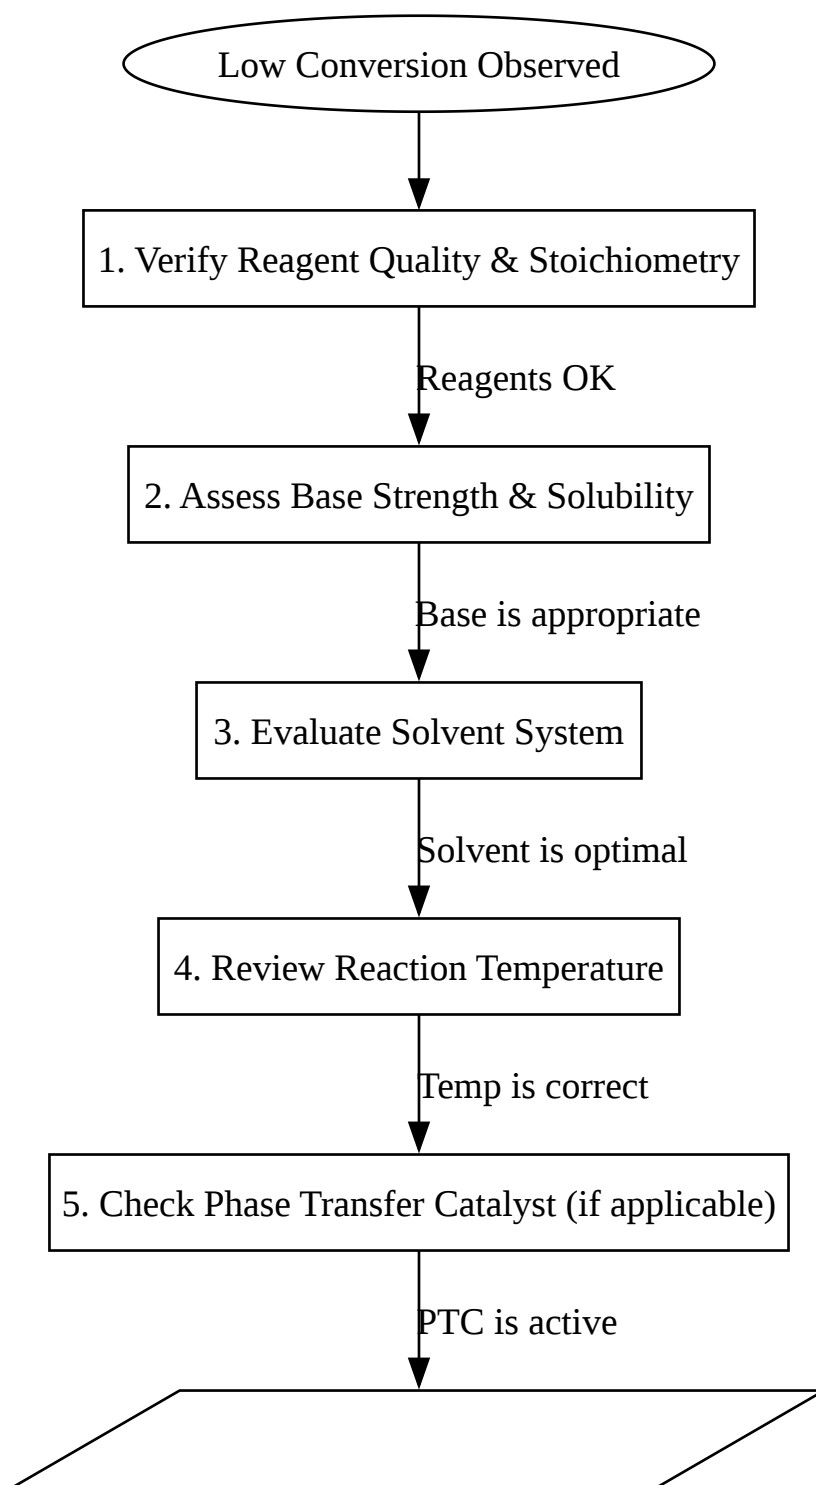 Low Conversion Observed
1. Verify Reagent Quality & Stoichiometry
Reagents OK
2. Assess Base Strength & Solubility
Base is appropriate
3. Evaluate Solvent System
Solvent is optimal
4. Review Reaction Temperature
Temp is correct
5. Check Phase Transfer Catalyst (if applicable)
PTC is active